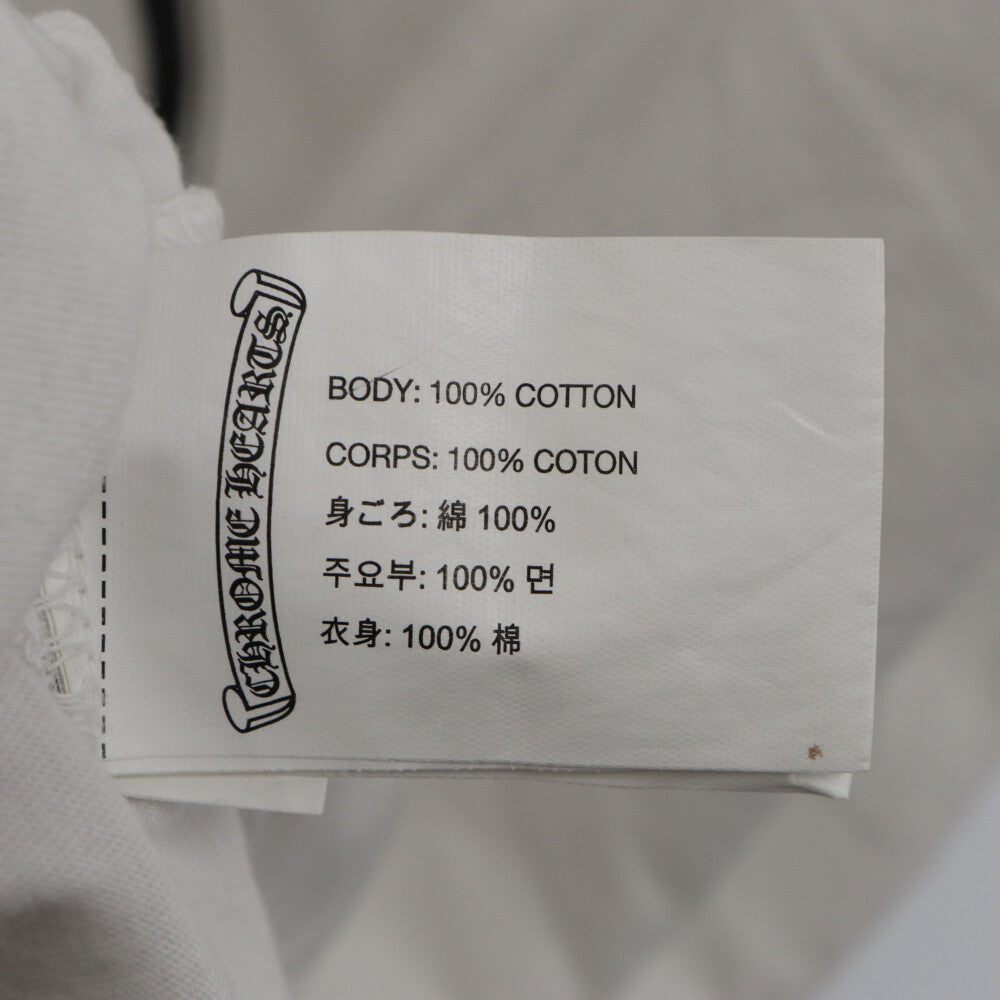 CHROME HEARTS
BODY: 100% COTTON
CORPS: 100% COTON
身ごろ: 綿 100%
주요부: 100% 면
衣身: 100% 棉